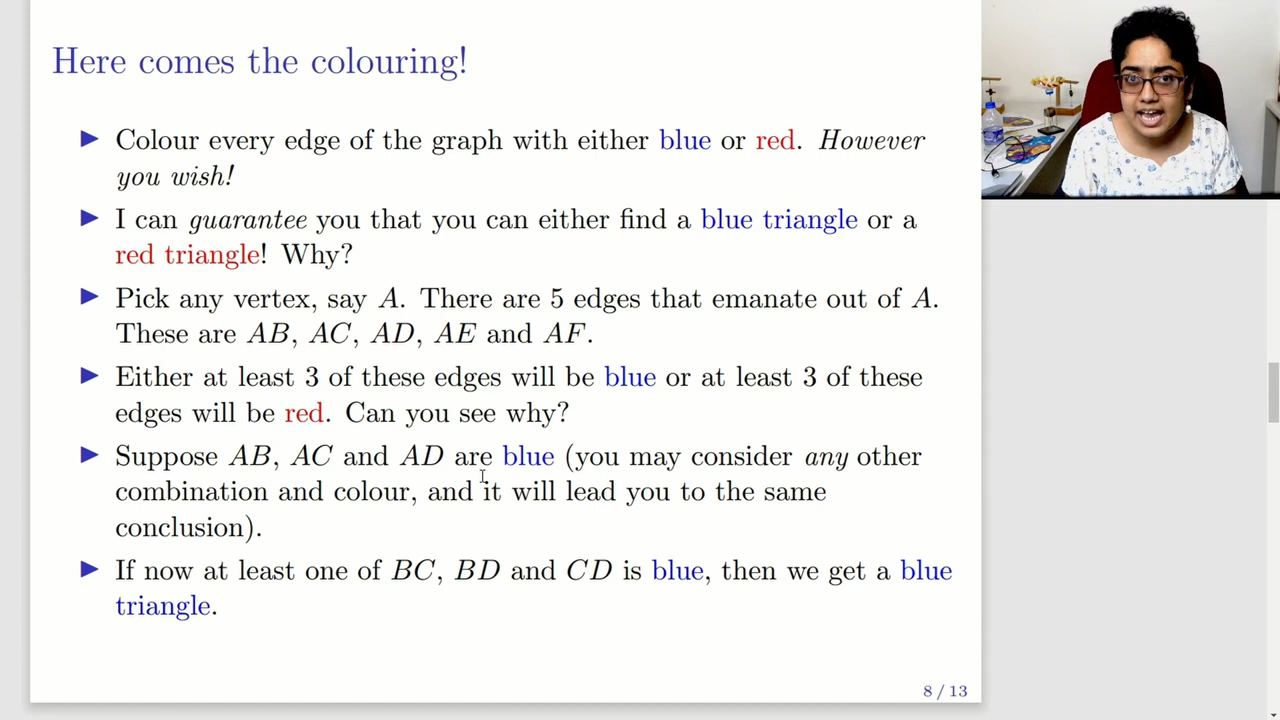 Here comes the colouring!
Colour every edge of the graph with either blue or red. However
you wish!
I can guarantee you that you can either find a blue triangle or a
red triangle! Why?
Pick any vertex, say A. There are 5 edges that emanate out of A.
These are AB, AC, AD, AE and AF.
Either at least 3 of these edges will be blue or at least 3 of these
edges will be red. Can you see why?
Suppose AB, AC and AD are blue (you may consider any other
combination and colour, and it will lead you to the same
conclusion).
If now at least one of BC, BD and CD is blue, then we get a blue
triangle.
8 / 13